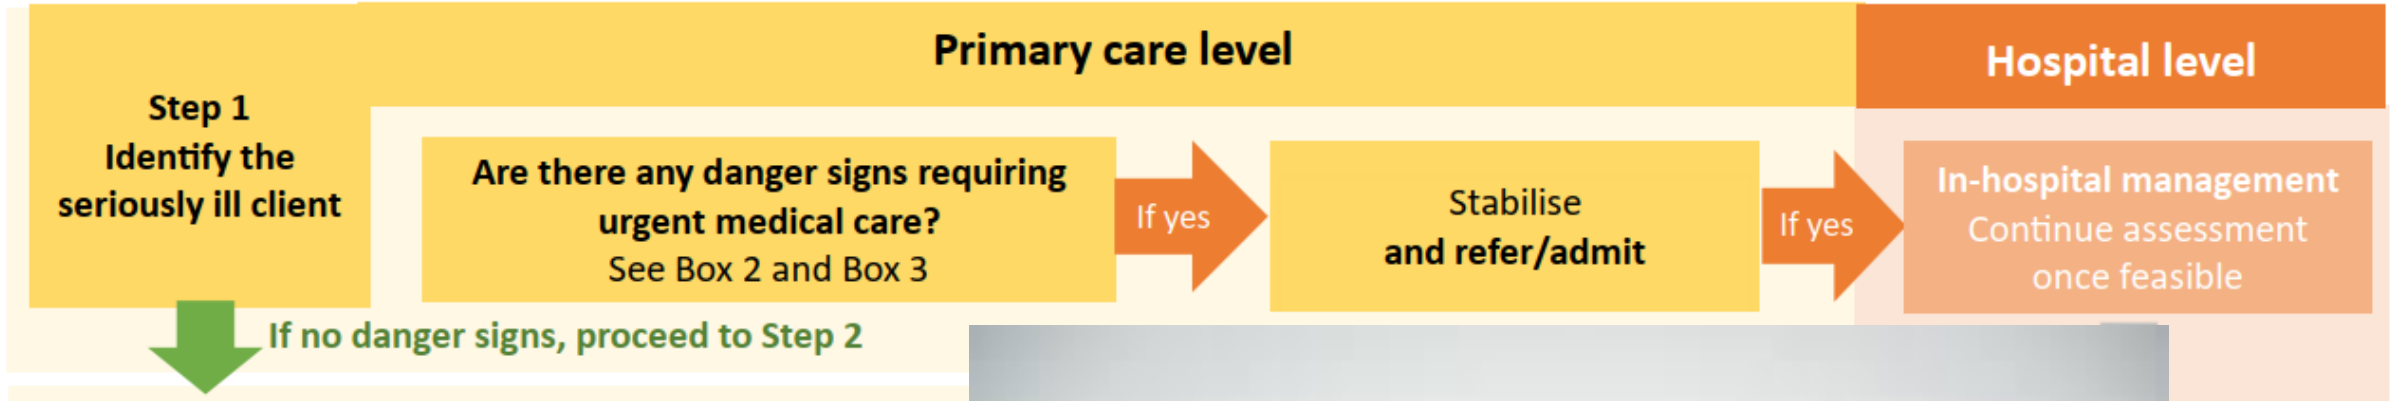 Primary care level
Hospital level
Step 1
Identify the
seriously ill client
Are there any danger signs requiring
urgent medical care?
See Box 2 and Box 3
If yes
Stabilise
and refer/admit
If yes
In-hospital management
Continue assessment
once feasible
If no danger signs, proceed to Step 2